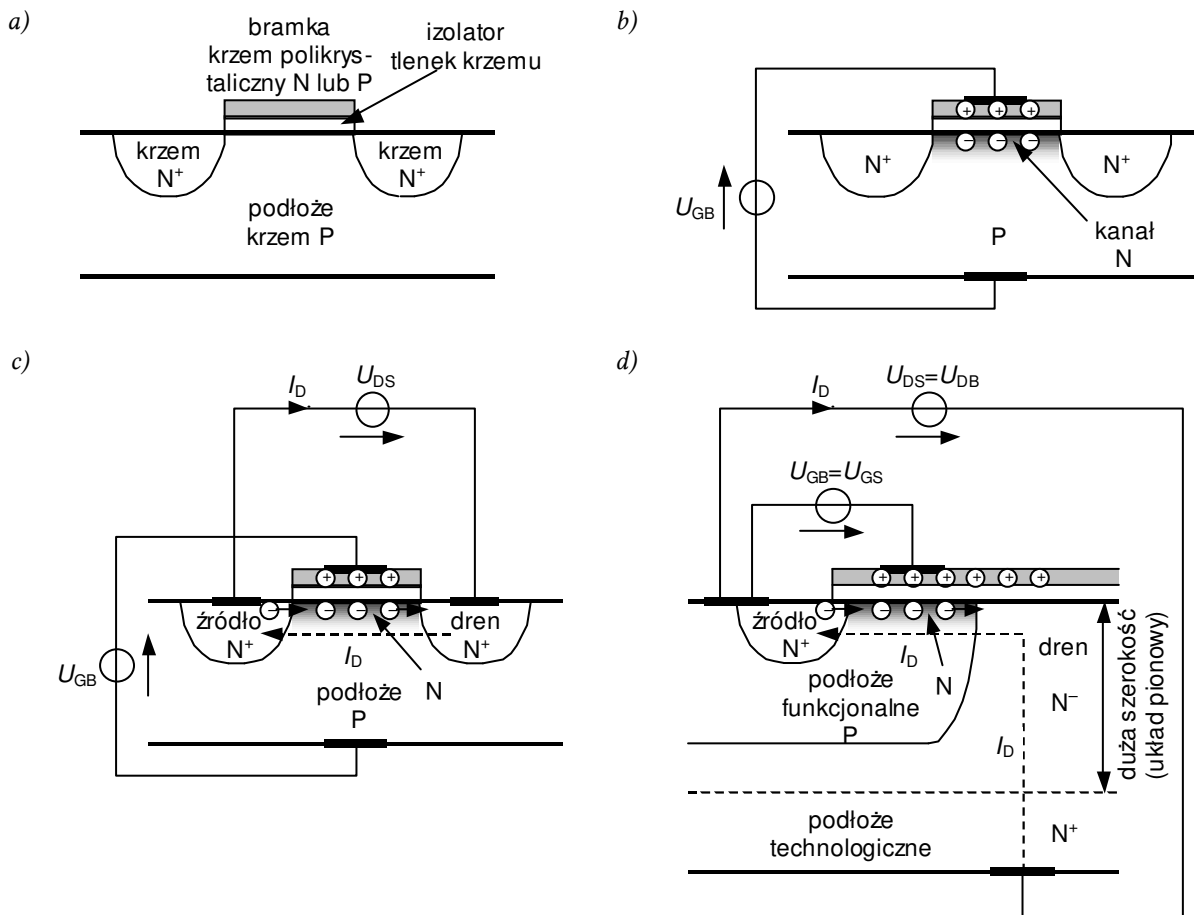 a)
bramka
krzem polikrys-
taliczny N lub P
izolator
tlenek krzemu
krzem
N+
krzem
N+
podłoże
krzem P
b)
+ + +
− − −
N+
N+
UGB
P
kanał
N
c)
ID
UDS
+ + +
− − − −
źródło
N+
dren
N+
ID
N
UGB
podłoże
P
d)
UDS=UDB
ID
UGB=UGS
+ + + + + +
− − − −
źródło
N+
dren
ID
N
podłoże
funkcjonalne
P
N−
ID
duża szerokość
(układ pionowy)
podłoże
technologiczne
N+